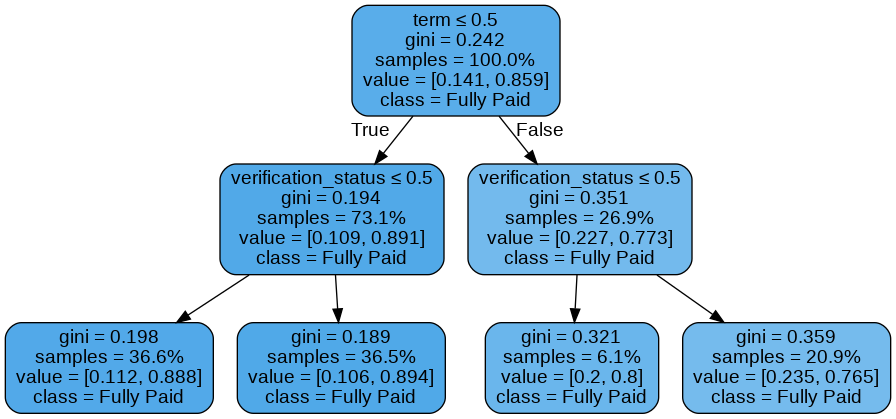 term ≤ 0.5
gini = 0.242
samples = 100.0%
value = [0.141, 0.859]
class = Fully Paid
True
False
verification_status ≤ 0.5
gini = 0.194
samples = 73.1%
value = [0.109, 0.891]
class = Fully Paid
verification_status ≤ 0.5
gini = 0.351
samples = 26.9%
value = [0.227, 0.773]
class = Fully Paid
gini = 0.198
samples = 36.6%
value = [0.112, 0.888]
class = Fully Paid
gini = 0.189
samples = 36.5%
value = [0.106, 0.894]
class = Fully Paid
gini = 0.321
samples = 6.1%
value = [0.2, 0.8]
class = Fully Paid
gini = 0.359
samples = 20.9%
value = [0.235, 0.765]
class = Fully Paid